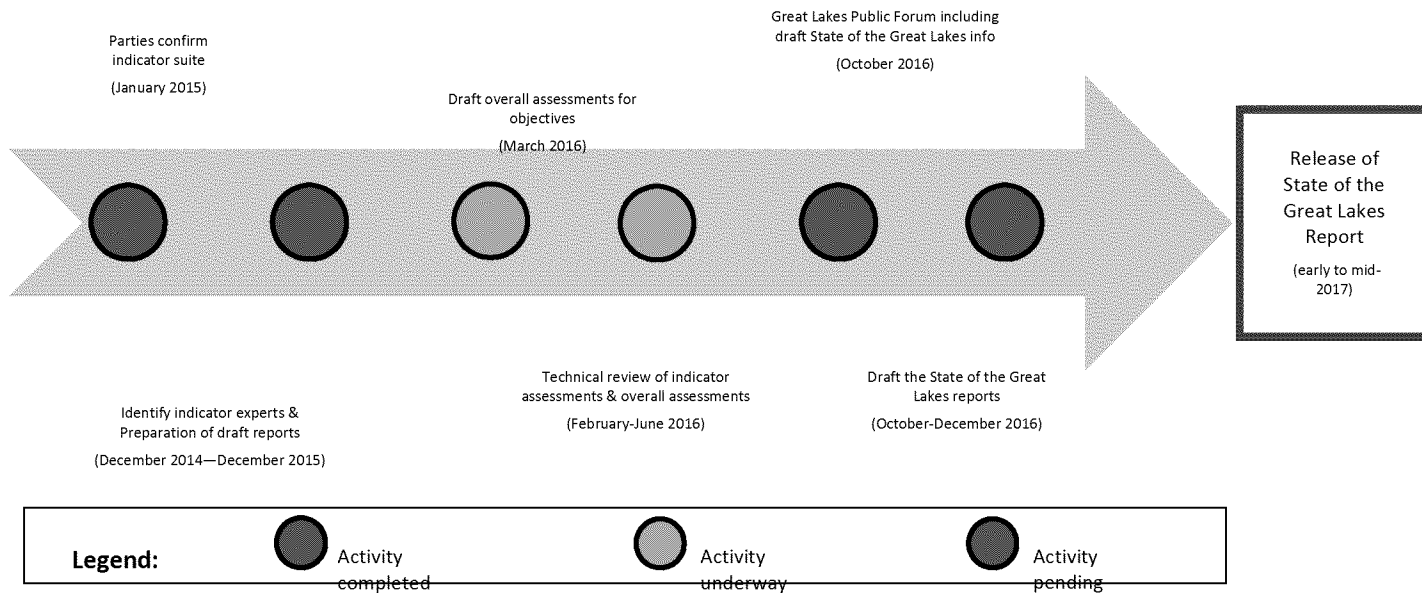 Parties confirm
indicator suite
(January 2015)
Draft overall assessments for
objectives
(March 2016)
Great Lakes Public Forum including
draft State of the Great Lakes info
(October 2016)
Release of
State of the
Great Lakes
Report
(early to mid-
2017)
Identify indicator experts &
Preparation of draft reports
(December 2014—December 2015)
Technical review of indicator
assessments & overall assessments
(February-June 2016)
Draft the State of the Great
Lakes reports
(October-December 2016)
Legend:
Activity
completed
Activity
underway
Activity
pending